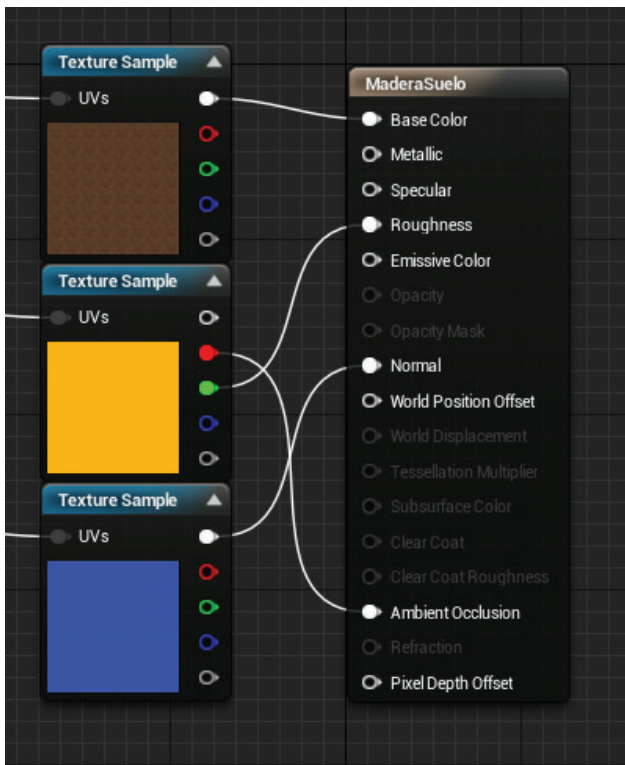 Texture Sample
UVs
Texture Sample
UVs
Texture Sample
UVs
MaderaSuelo
Base Color
Metallic
Specular
Roughness
Emissive Color
Opacity
Opacity Mask
Normal
World Position Offset
World Displacement
Tessellation Multiplier
Subsurface Color
Clear Coat
Clear Coat Roughness
Ambient Occlusion
Refraction
Pixel Depth Offset